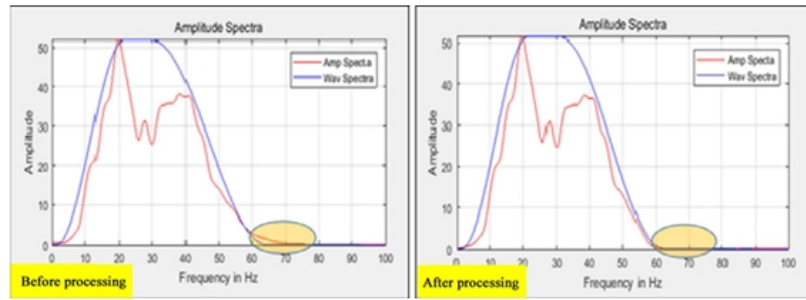 Amplitude Spectra
Amp Specta
Wav Spectra
Amplitude
50
40
30
20
10
0
0 10 20 30 40 50 60 70 80 90 100
Frequency in Hz
Before processing
Amplitude Spectra
Amp Specta
Wav Spectra
Amplitude
50
40
30
20
10
0
0 10 20 30 40 50 60 70 80 90 100
Frequency in Hz
After processing